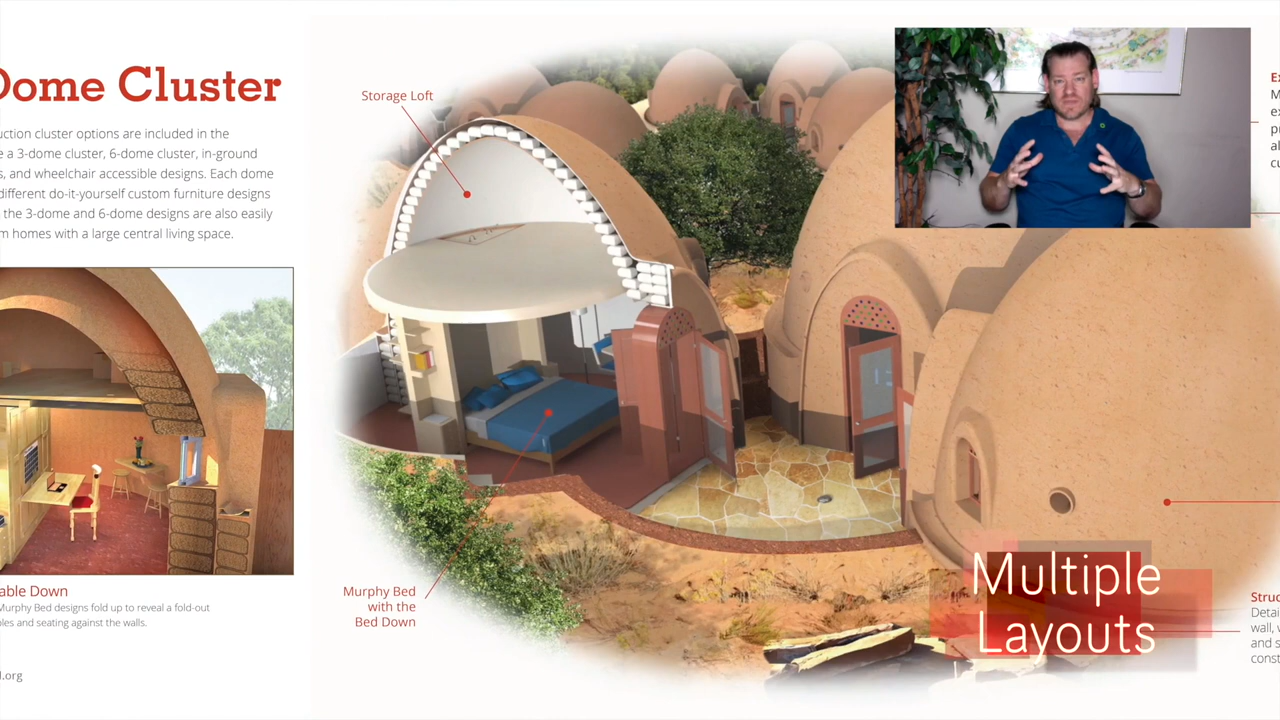 Dome Cluster
uction cluster options are included in the
e a 3-dome cluster, 6-dome cluster, in-ground
s, and wheelchair accessible designs. Each dome
different do-it-yourself custom furniture designs
the 3-dome and 6-dome designs are also easily
m homes with a large central living space.
able Down
Murphy Bed designs fold up to reveal a fold-out
les and seating against the walls.
.org
Storage Loft
Murphy Bed
with the
Bed Down
Multiple
Layouts
Ex
M
ex
p
al
cu
Struc
Detai
wall, v
and s
const